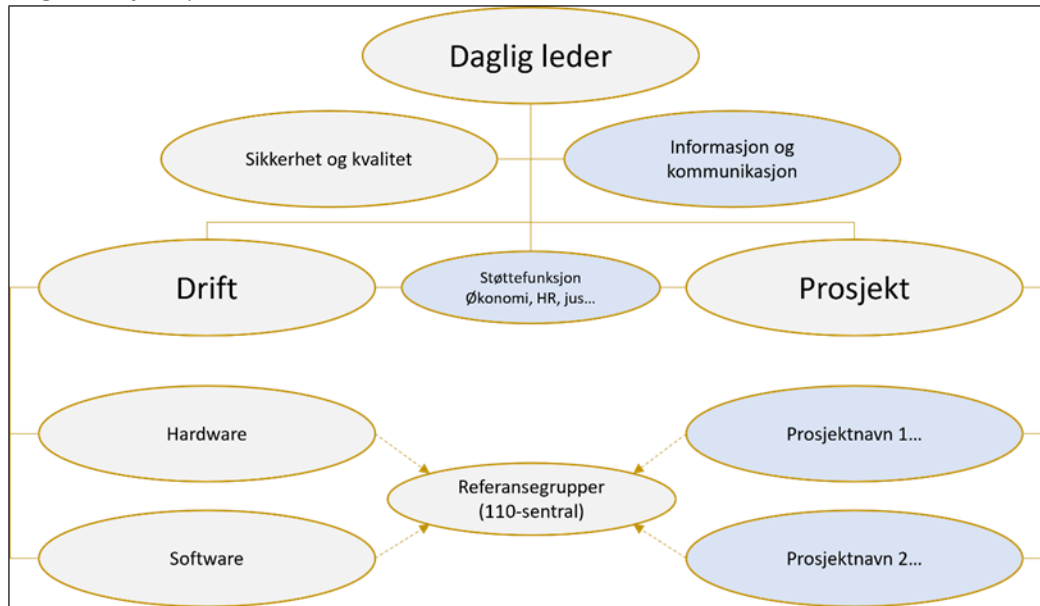 Daglig leder
Sikkerhet og kvalitet
Informasjon og
kommunikasjon
Drift
Støttefunksjon
Økonomi, HR, jus...
Prosjekt
Hardware
Prosjektnavn 1...
Referansegrupper
(110-sentral)
Software
Prosjektnavn 2...